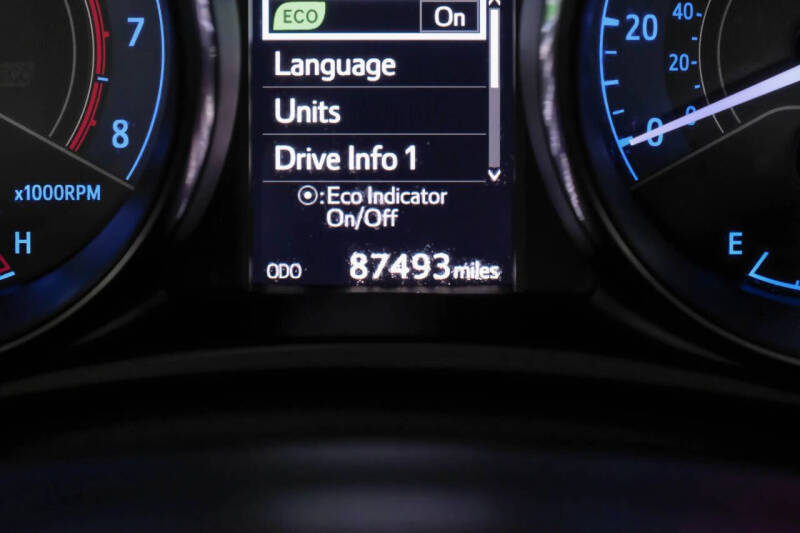 ECO On
Language
Units
Drive Info 1
:Eco Indicator
On/Off
ODO 87493 miles
7
8
x1000RPM
H
20
0
40
20
0
E